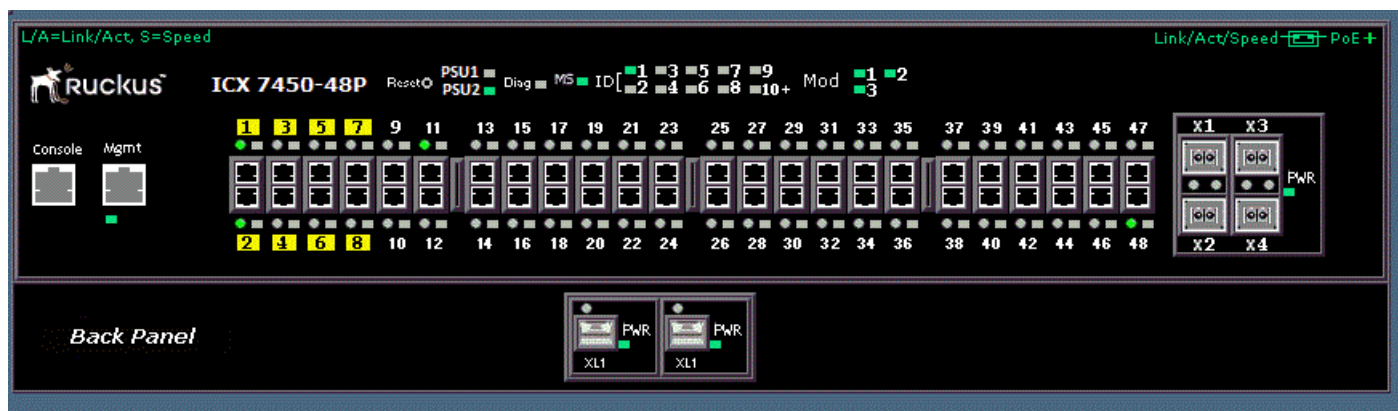 L/A=Link/Act, S=Speed
Link/Act/Speed PoE+
Ruckus ICX 7450-48P Reset PSU1 PSU2 Diag MS ID[ 1 3 5 7 9 2 4 6 8 10+ Mod 1 2 3
1 3 5 7 9 11 13 15 17 19 21 23 25 27 29 31 33 35 37 39 41 43 45 47 X1 X3
Console Mgmt
PWR
2 4 6 8 10 12 14 16 18 20 22 24 26 28 30 32 34 36 38 40 42 44 46 48 X2 X4
Back Panel
PWR PWR
XL1 XL1